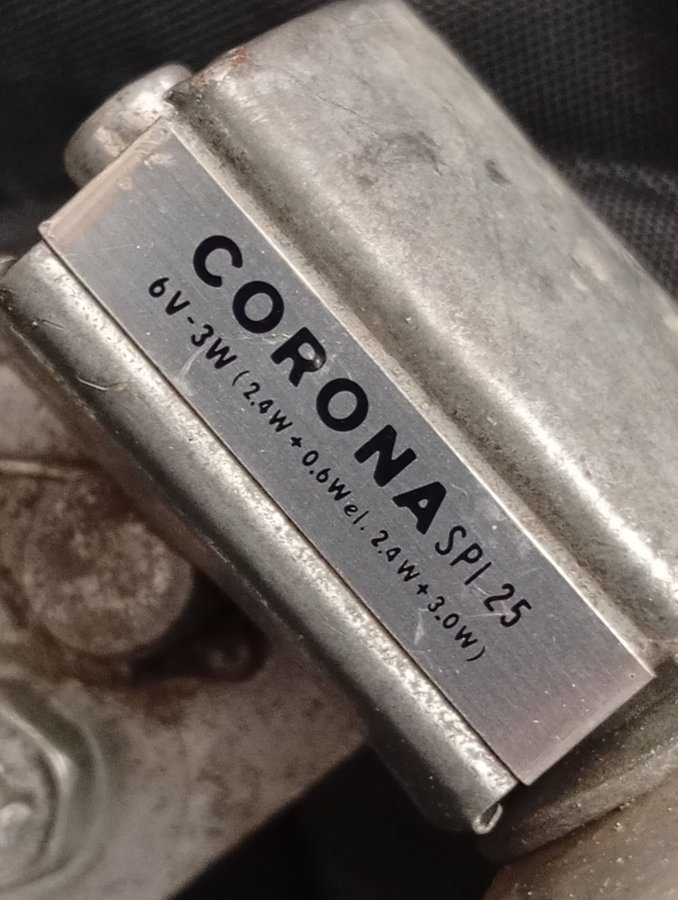 CORONA SPI 25
6V-3W (2.4W+0.6W el. 2.4W+3.0W)